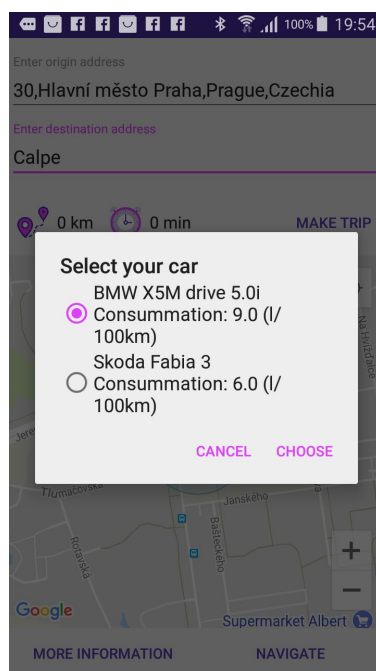 100% 19:54
Enter origin address
30,Hlavní město Praha,Prague,Czechia
Enter destination address
Calpe
0 km 0 min MAKE TRIP
Select your car
BMW X5M drive 5.0i
Consummation: 9.0 (l/
100km)
Skoda Fabia 3
Consummation: 6.0 (l/
100km)
CANCEL CHOOSE
Na Hvížďalce
Tlumačovská
Janského
Bašteckého
Rotavská
+
−
Google
Supermarket Albert
MORE INFORMATION NAVIGATE